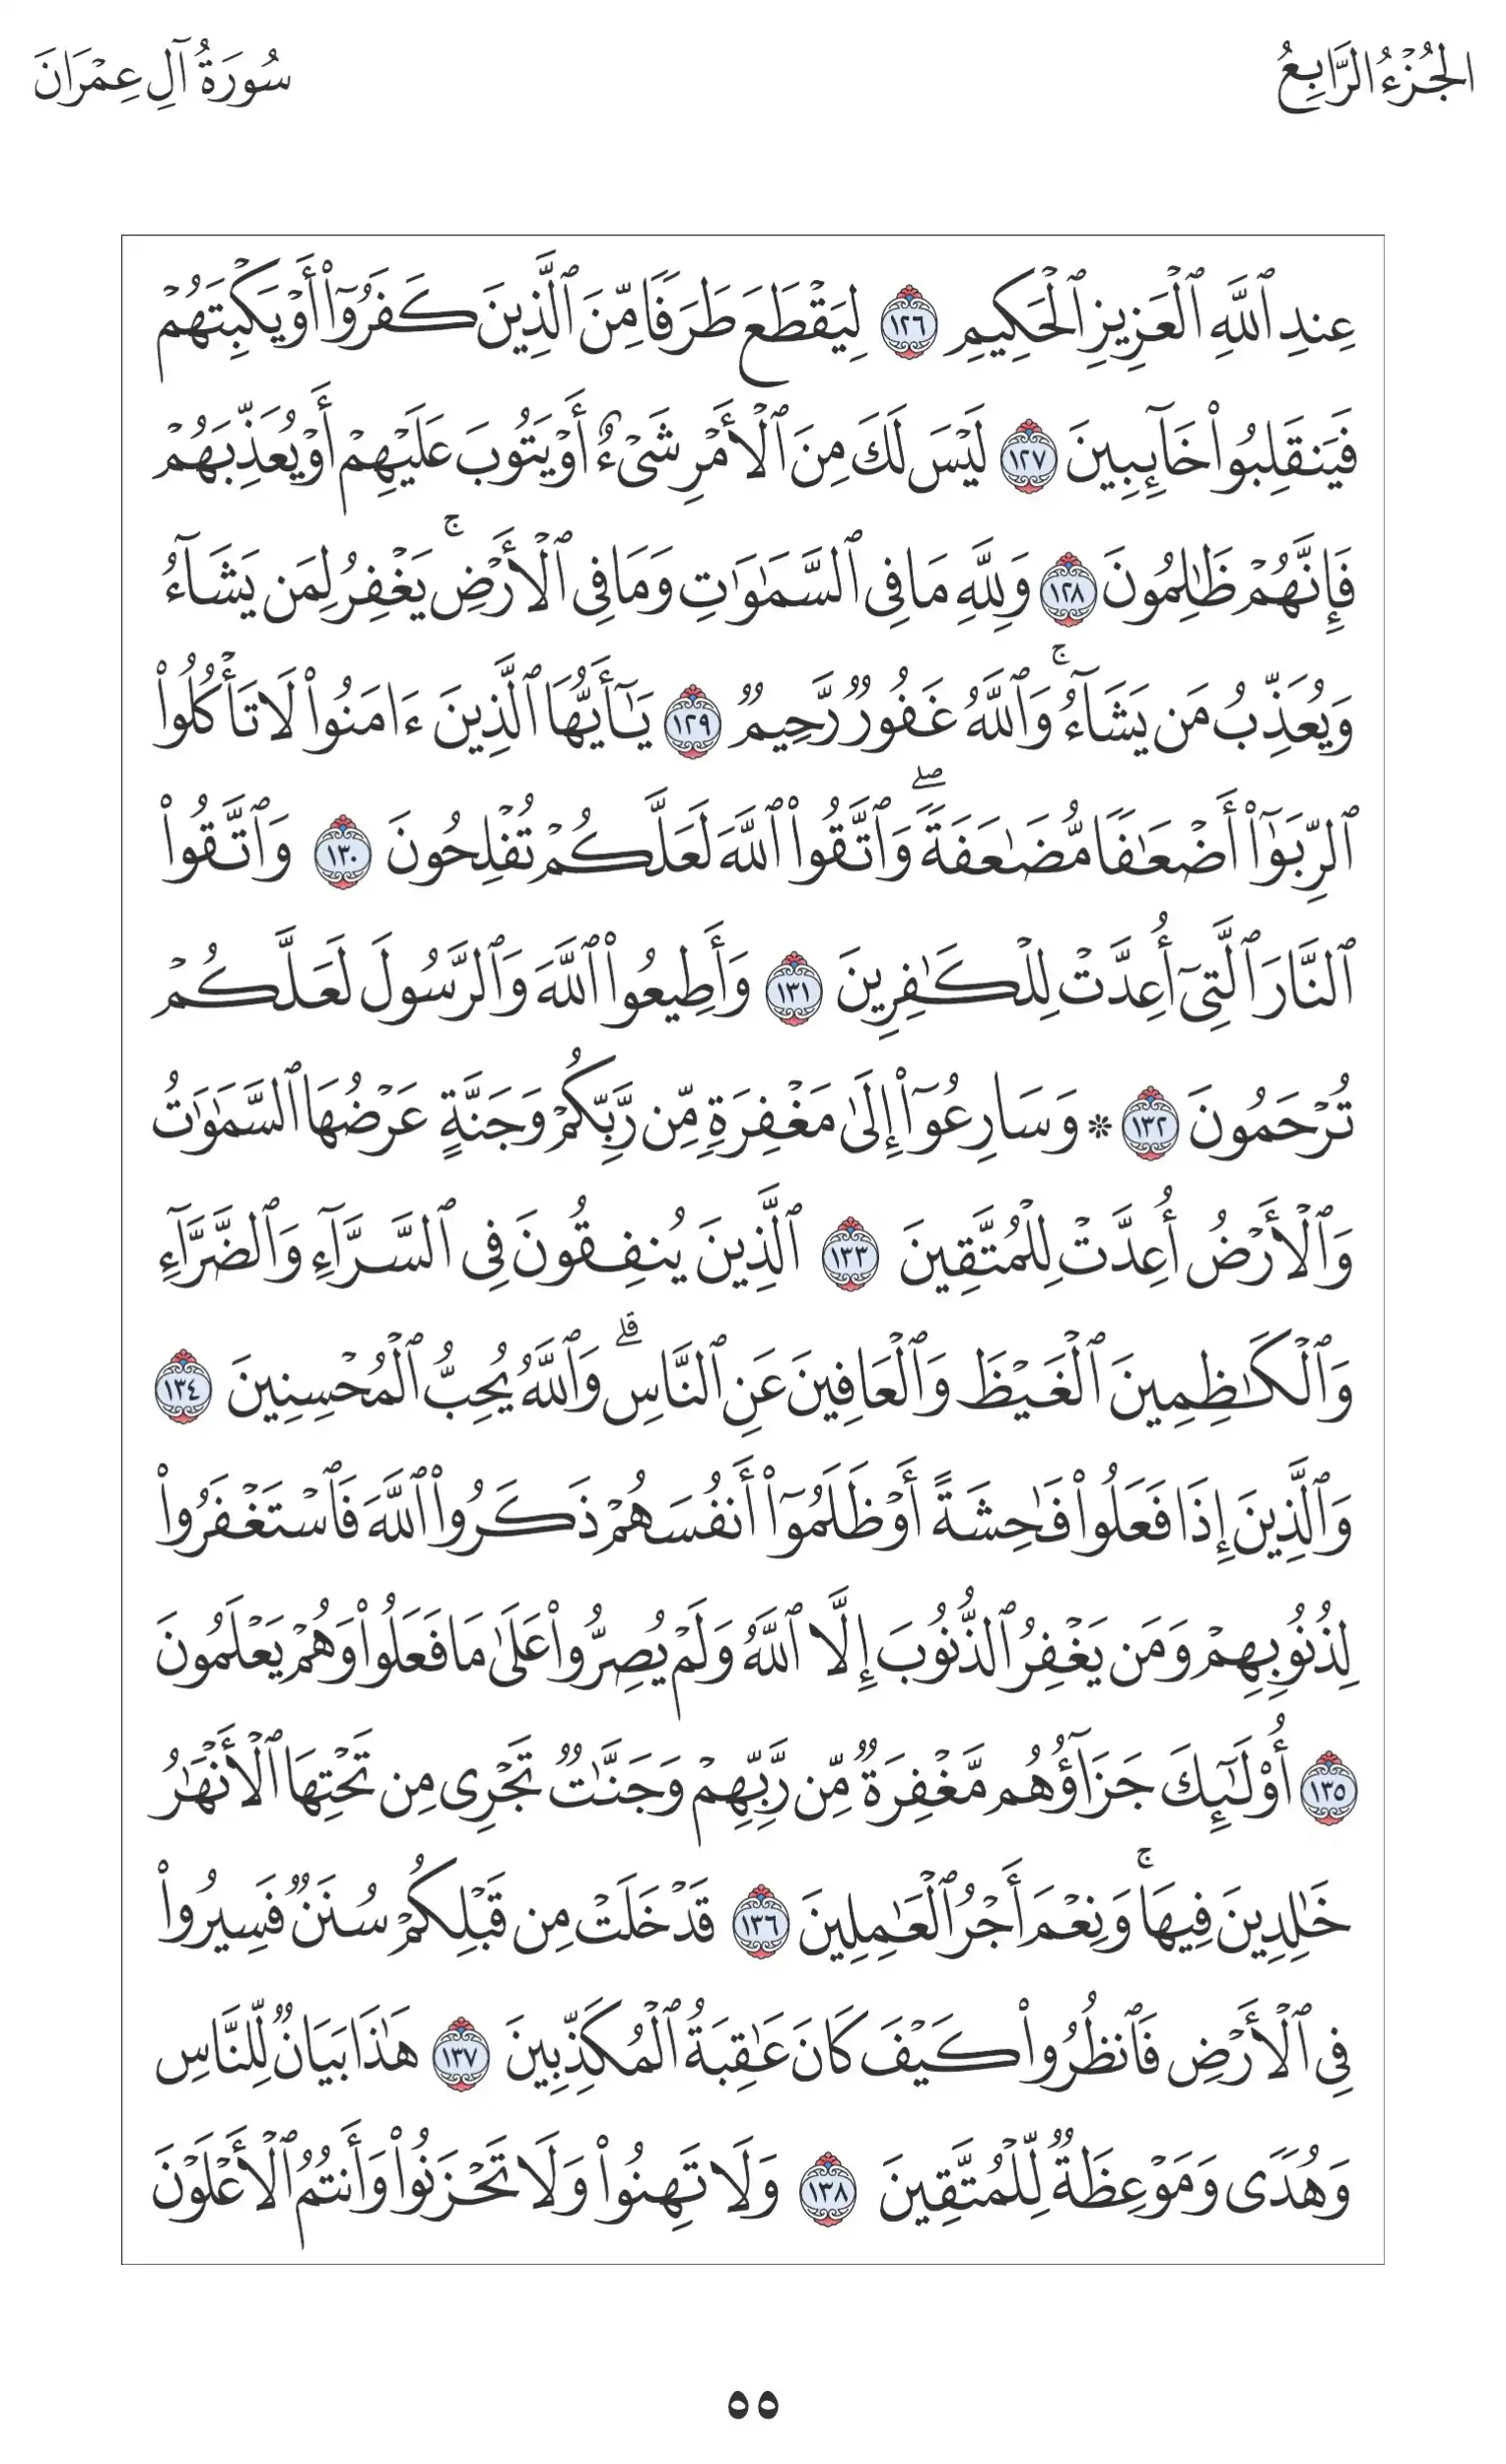 الجُزْءُ الرَّابِعُ
سُورَةُ آلِ عِمْرَانَ
عِندِ ٱللَّهِ ٱلْعَزِيزِ ٱلْحَكِيمِ ١٢٦ لِيَقْطَعَ طَرَفًا مِّنَ ٱلَّذِينَ كَفَرُوٓا۟ أَوْ يَكْبِتَهُمْ
فَيَنقَلِبُوا۟ خَآئِبِينَ ١٢٧ لَيْسَ لَكَ مِنَ ٱلْأَمْرِ شَىْءٌ أَوْ يَتُوبَ عَلَيْهِمْ أَوْ يُعَذِّبَهُمْ
فَإِنَّهُمْ ظَٰلِمُونَ ١٢٨ وَلِلَّهِ مَا فِى ٱلسَّمَٰوَٰتِ وَمَا فِى ٱلْأَرْضِ ۚ يَغْفِرُ لِمَن يَشَآءُ
وَيُعَذِّبُ مَن يَشَآءُ ۚ وَٱللَّهُ غَفُورٌ رَّحِيمٌ ١٢٩ يَٰٓأَيُّهَا ٱلَّذِينَ ءَامَنُوا۟ لَا تَأْكُلُوا۟
ٱلرِّبَوٰٓا۟ أَضْعَٰفًا مُّضَٰعَفَةً ۖ وَٱتَّقُوا۟ ٱللَّهَ لَعَلَّكُمْ تُفْلِحُونَ ١٣٠ وَٱتَّقُوا۟
ٱلنَّارَ ٱلَّتِىٓ أُعِدَّتْ لِلْكَٰفِرِينَ ١٣١ وَأَطِيعُوا۟ ٱللَّهَ وَٱلرَّسُولَ لَعَلَّكُمْ
تُرْحَمُونَ ١٣٢ * وَسَارِعُوٓا۟ إِلَىٰ مَغْفِرَةٍ مِّن رَّبِّكُمْ وَجَنَّةٍ عَرْضُهَا ٱلسَّمَٰوَٰتُ
وَٱلْأَرْضُ أُعِدَّتْ لِلْمُتَّقِينَ ١٣٣ ٱلَّذِينَ يُنفِقُونَ فِى ٱلسَّرَّآءِ وَٱلضَّرَّآءِ
وَٱلْكَٰظِمِينَ ٱلْغَيْظَ وَٱلْعَافِينَ عَنِ ٱلنَّاسِ ۗ وَٱللَّهُ يُحِبُّ ٱلْمُحْسِنِينَ ١٣٤
وَٱلَّذِينَ إِذَا فَعَلُوا۟ فَٰحِشَةً أَوْ ظَلَمُوٓا۟ أَنفُسَهُمْ ذَكَرُوا۟ ٱللَّهَ فَٱسْتَغْفَرُوا۟
لِذُنُوبِهِمْ وَمَن يَغْفِرُ ٱلذُّنُوبَ إِلَّا ٱللَّهُ وَلَمْ يُصِرُّوا۟ عَلَىٰ مَا فَعَلُوا۟ وَهُمْ يَعْلَمُونَ
١٣٥ أُو۟لَٰٓئِكَ جَزَآؤُهُم مَّغْفِرَةٌ مِّن رَّبِّهِمْ وَجَنَّٰتٌ تَجْرِى مِن تَحْتِهَا ٱلْأَنْهَٰرُ
خَٰلِدِينَ فِيهَا ۚ وَنِعْمَ أَجْرُ ٱلْعَٰمِلِينَ ١٣٦ قَدْ خَلَتْ مِن قَبْلِكُمْ سُنَنٌ فَسِيرُوا۟
فِى ٱلْأَرْضِ فَٱنظُرُوا۟ كَيْفَ كَانَ عَٰقِبَةُ ٱلْمُكَذِّبِينَ ١٣٧ هَٰذَا بَيَانٌ لِّلنَّاسِ
وَهُدًى وَمَوْعِظَةٌ لِّلْمُتَّقِينَ ١٣٨ وَلَا تَهِنُوا۟ وَلَا تَحْزَنُوا۟ وَأَنتُمُ ٱلْأَعْلَوْنَ
٥٥